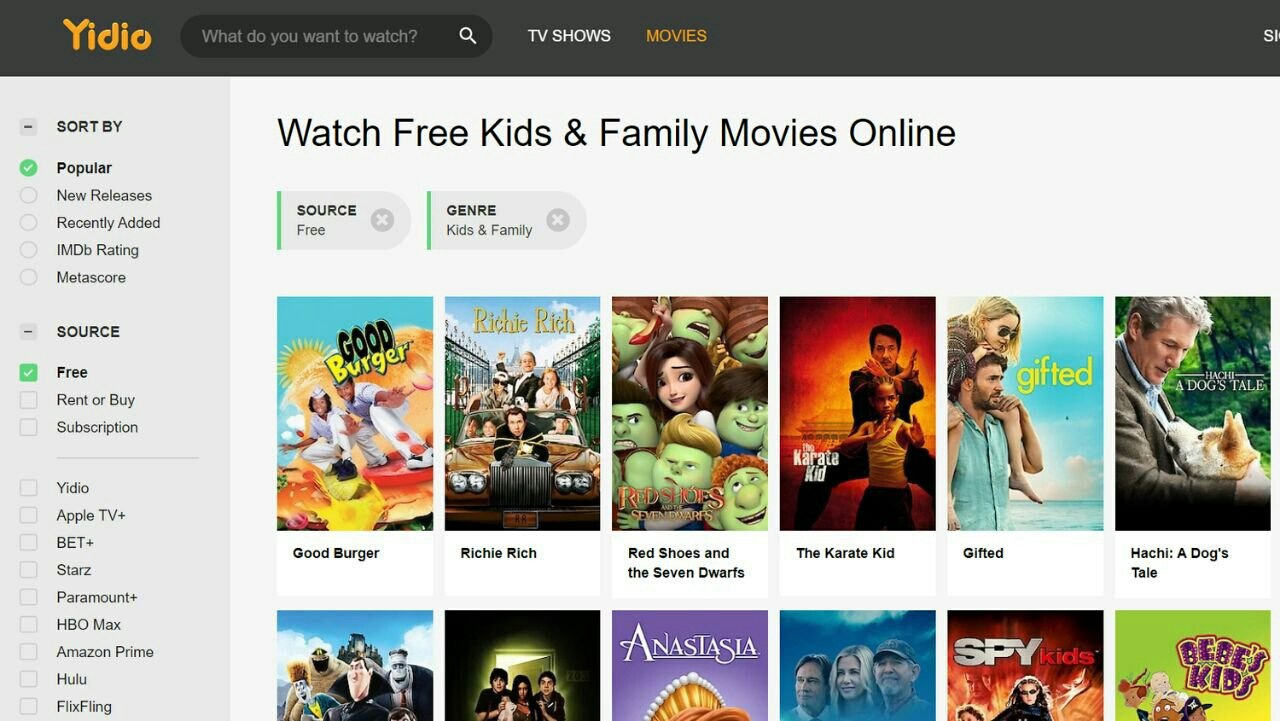 Yidio
What do you want to watch?
TV SHOWS
MOVIES
SI
SORT BY
Popular
New Releases
Recently Added
IMDb Rating
Metascore
SOURCE
Free
Rent or Buy
Subscription
Yidio
Apple TV+
BET+
Starz
Paramount+
HBO Max
Amazon Prime
Hulu
FlixFling
Watch Free Kids & Family Movies Online
SOURCE
Free
GENRE
Kids & Family
GOOD
Burger
Richie Rich
RED SHOES
AND THE
SEVEN DWARFS
the
Karate
Kid
gifted
HACHI:
A DOG'S TALE
Good Burger
Richie Rich
Red Shoes and
the Seven Dwarfs
The Karate Kid
Gifted
Hachi: A Dog's
Tale
203
ANASTASIA
SPY kids
BEBE'S
KIDS